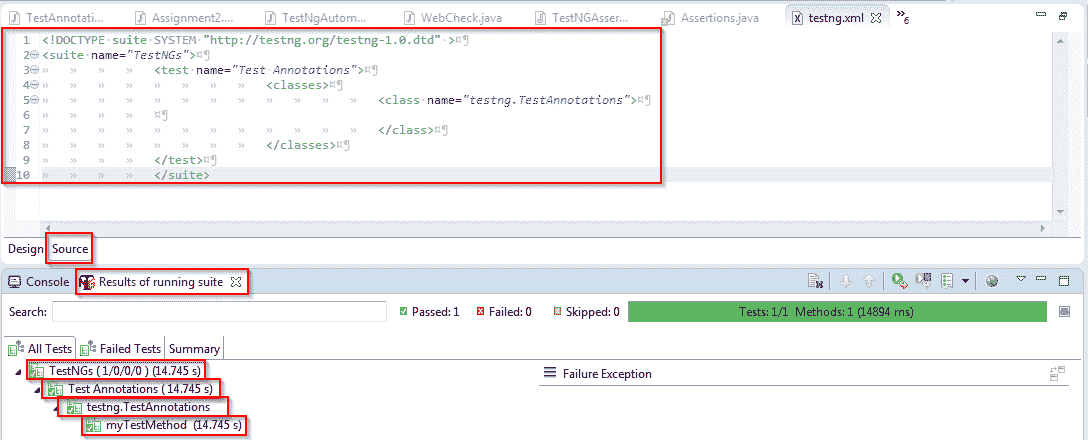 TestAnnotati... Assignment2.... TestNgAutom... WebCheck.java TestNGAsser... Assertions.java testng.xml »6
1 <!DOCTYPE suite SYSTEM "http://testng.org/testng-1.0.dtd" >¤¶
2 <suite name="TestNGs">¤¶
3 » » » » <test name="Test Annotations">¤¶
4 » » » » » » » » <classes>¤¶
5 » » » » » » » » » » » » <class name="testng.TestAnnotations">¤¶
6 » » » » ¤¶
7 » » » » » » » » » » » » </class>¤¶
8 » » » » » » » » </classes>¤¶
9 » » » » </test>¤¶
10 » » » » </suite>
Design Source
Console Results of running suite
Search: Passed: 1 Failed: 0 Skipped: 0 Tests: 1/1 Methods: 1 (14894 ms)
All Tests Failed Tests Summary
TestNGs ( 1/0/0/0 ) (14.745 s) Failure Exception
Test Annotations ( 14.745 s)
testng.TestAnnotations
myTestMethod (14.745 s)